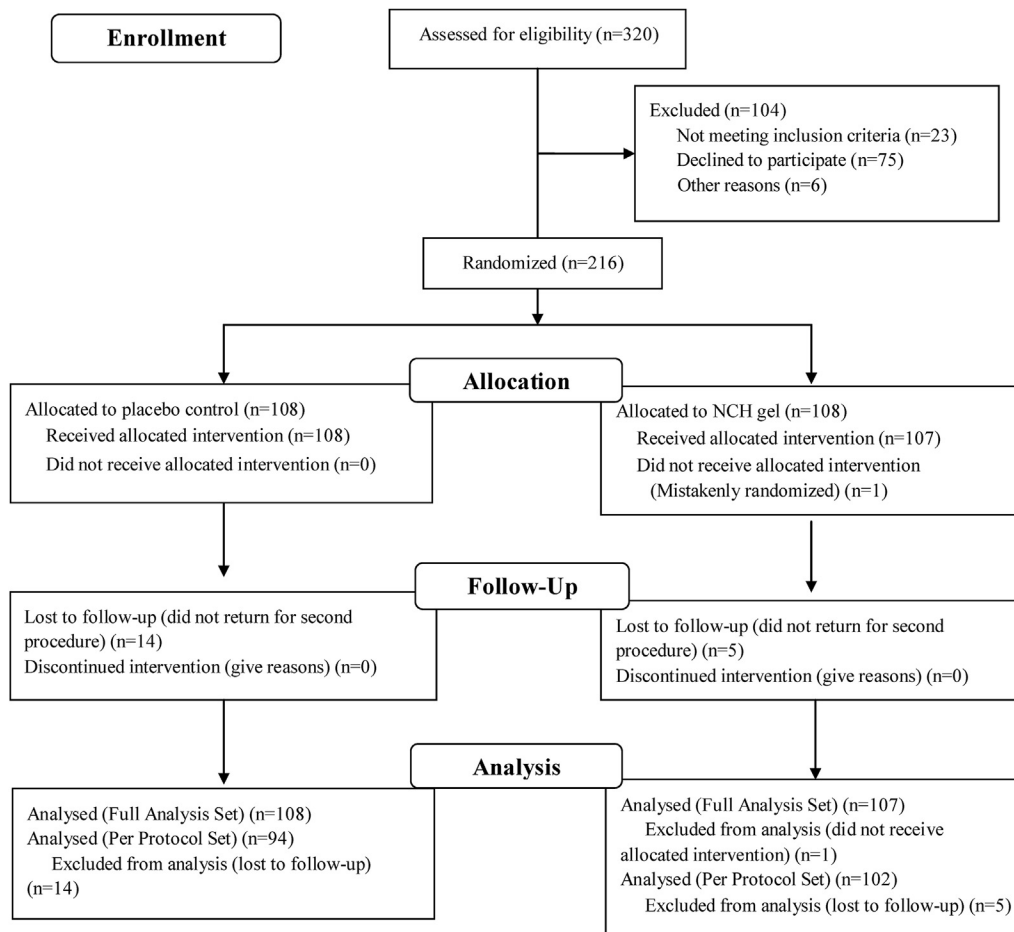 Enrollment
Assessed for eligibility (n=320)
Excluded (n=104)
Not meeting inclusion criteria (n=23)
Declined to participate (n=75)
Other reasons (n=6)
Randomized (n=216)
Allocation
Allocated to placebo control (n=108)
Received allocated intervention (n=108)
Did not receive allocated intervention (n=0)
Allocated to NCH gel (n=108)
Received allocated intervention (n=107)
Did not receive allocated intervention
(Mistakenly randomized) (n=1)
Follow-Up
Lost to follow-up (did not return for second
procedure) (n=14)
Discontinued intervention (give reasons) (n=0)
Lost to follow-up (did not return for second
procedure) (n=5)
Discontinued intervention (give reasons) (n=0)
Analysis
Analysed (Full Analysis Set) (n=108)
Analysed (Per Protocol Set) (n=94)
Excluded from analysis (lost to follow-up)
(n=14)
Analysed (Full Analysis Set) (n=107)
Excluded from analysis (did not receive
allocated intervention) (n=1)
Analysed (Per Protocol Set) (n=102)
Excluded from analysis (lost to follow-up) (n=5)